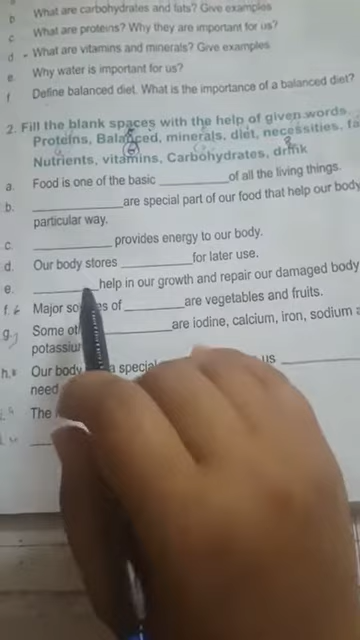 b What are carbohydrates and fats? Give examples
c What are proteins? Why they are important for us?
d What are vitamins and minerals? Give examples
e Why water is important for us?
f Define balanced diet. What is the importance of a balanced diet?
2. Fill the blank spaces with the help of given words
Proteins, Balanced, minerals, diet, necessities,
Nutrients, vitamins, Carbohydrates, drink
a. Food is one of the basic __________ of all the living things.
b. __________ are special part of our food that help our body
particular way.
c. __________ provides energy to our body.
d. Our body stores __________ for later use.
e. __________ help in our growth and repair our damaged body
f. Major of __________ are vegetables and fruits.
g. Some __________ are iodine, calcium, iron, sodium
h. Our body special us __________
need
The